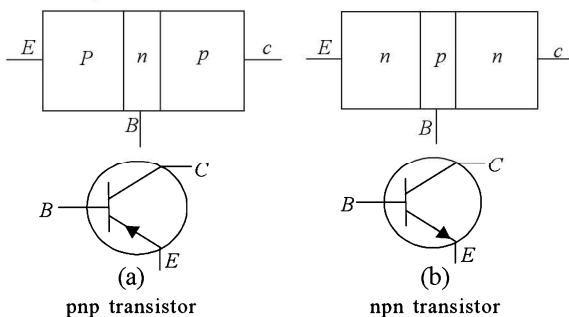 E P n p c
B
E n p n c
B
B C E
(a)
pnp transistor
B C E
(b)
npn transistor